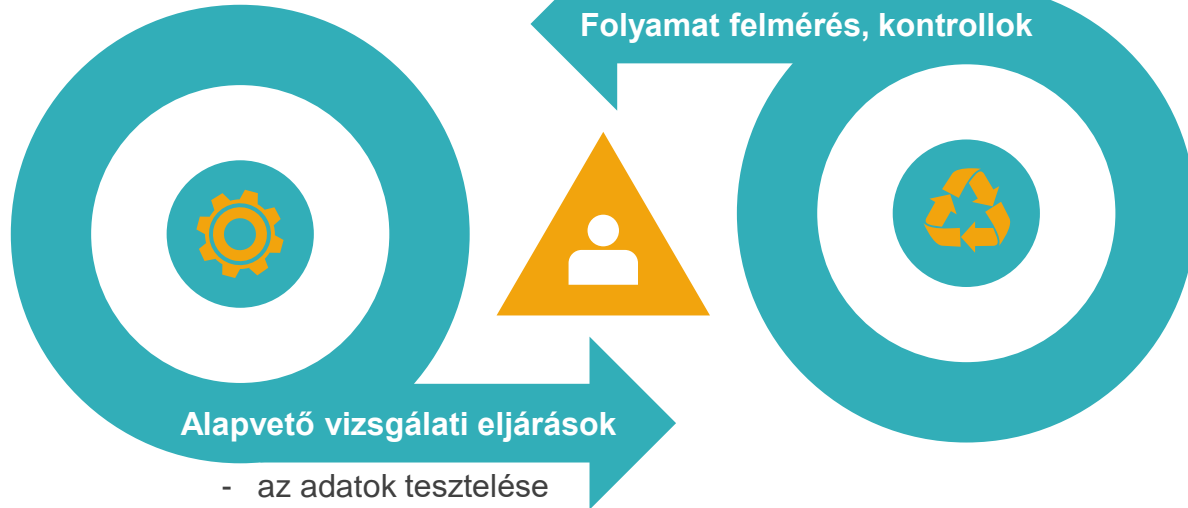 Folyamat felmérés, kontrollok
Alapvető vizsgálati eljárások
- az adatok tesztelése